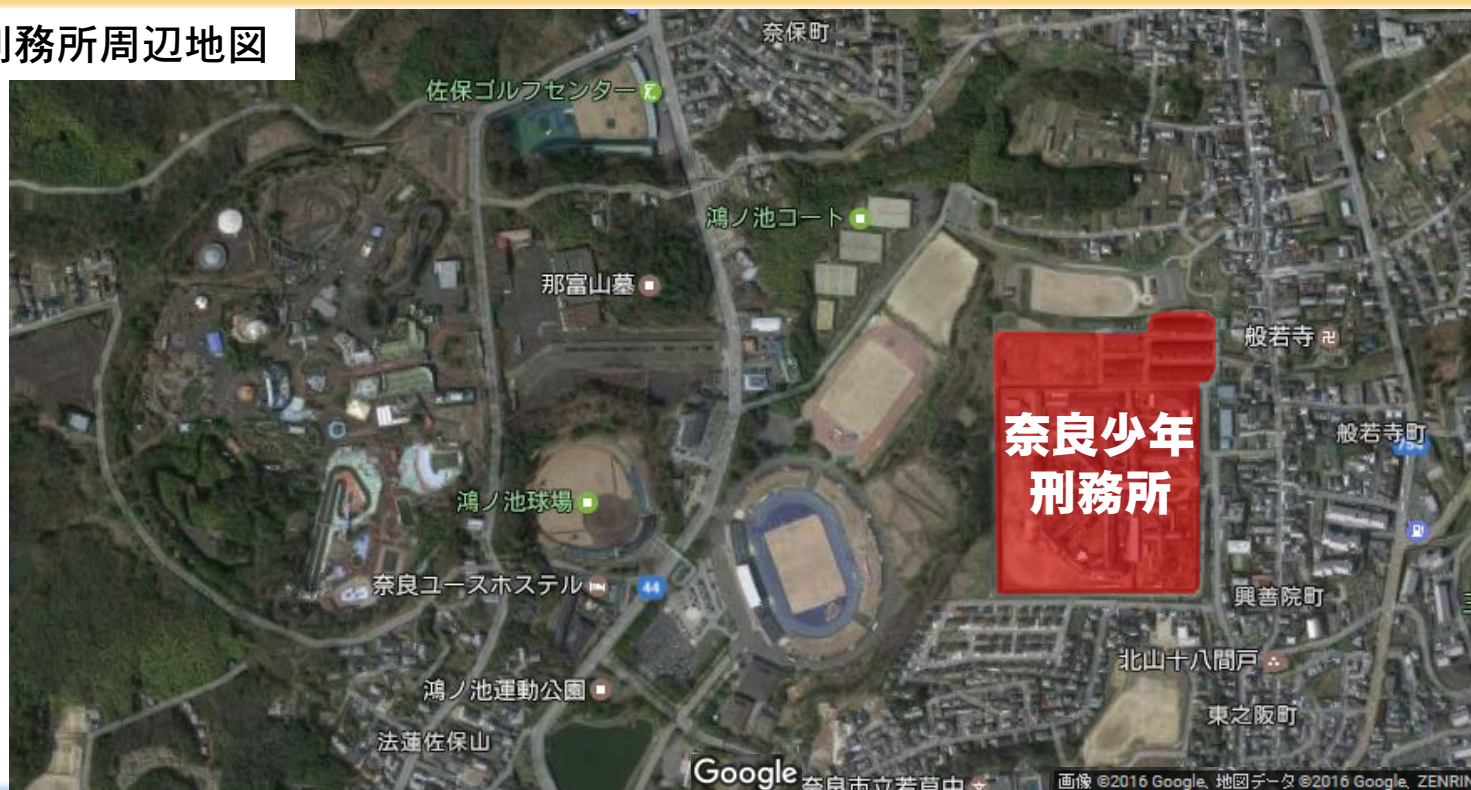 刑務所周辺地図
奈保町
佐保ゴルフセンター
鴻ノ池コート
那富山墓
般若寺
奈良少年
刑務所
般若寺町
754
鴻ノ池球場
奈良ユースホステル
44
興善院町
北山十八間戸
鴻ノ池運動公園
東之阪町
法蓮佐保山
Google
奈良市立若草中
画像 ©2016 Google、地図データ ©2016 Google、ZENRIN